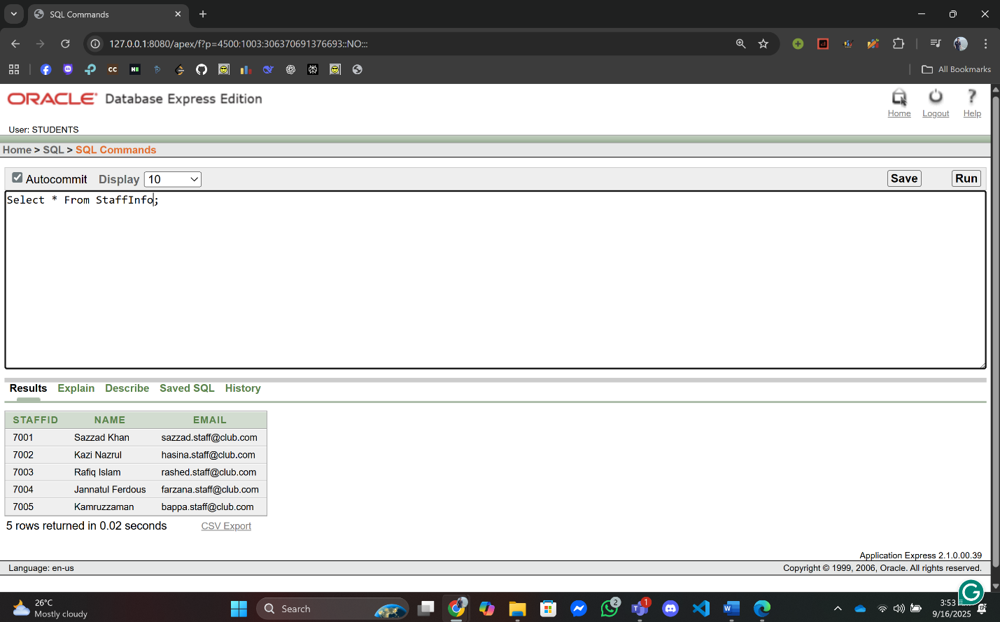 SQL Commands
127.0.0.1:8080/apex/f?p=4500:1003:306370691376693::NO:::
All Bookmarks
ORACLE Database Express Edition
Home Logout Help
User: STUDENTS
Home > SQL > SQL Commands
Autocommit Display 10 Save Run
Select * From StaffInfo;
Results Explain Describe Saved SQL History
STAFFID NAME EMAIL
7001 Sazzad Khan sazzad.staff@club.com
7002 Kazi Nazrul hasina.staff@club.com
7003 Rafiq Islam rashed.staff@club.com
7004 Jannatul Ferdous farzana.staff@club.com
7005 Kamruzzaman bappa.staff@club.com
5 rows returned in 0.02 seconds CSV Export
Application Express 2.1.0.00.39
Language: en-us Copyright © 1999, 2006, Oracle. All rights reserved.
26°C
Mostly cloudy
Search
2
1
3:53
9/16/2025